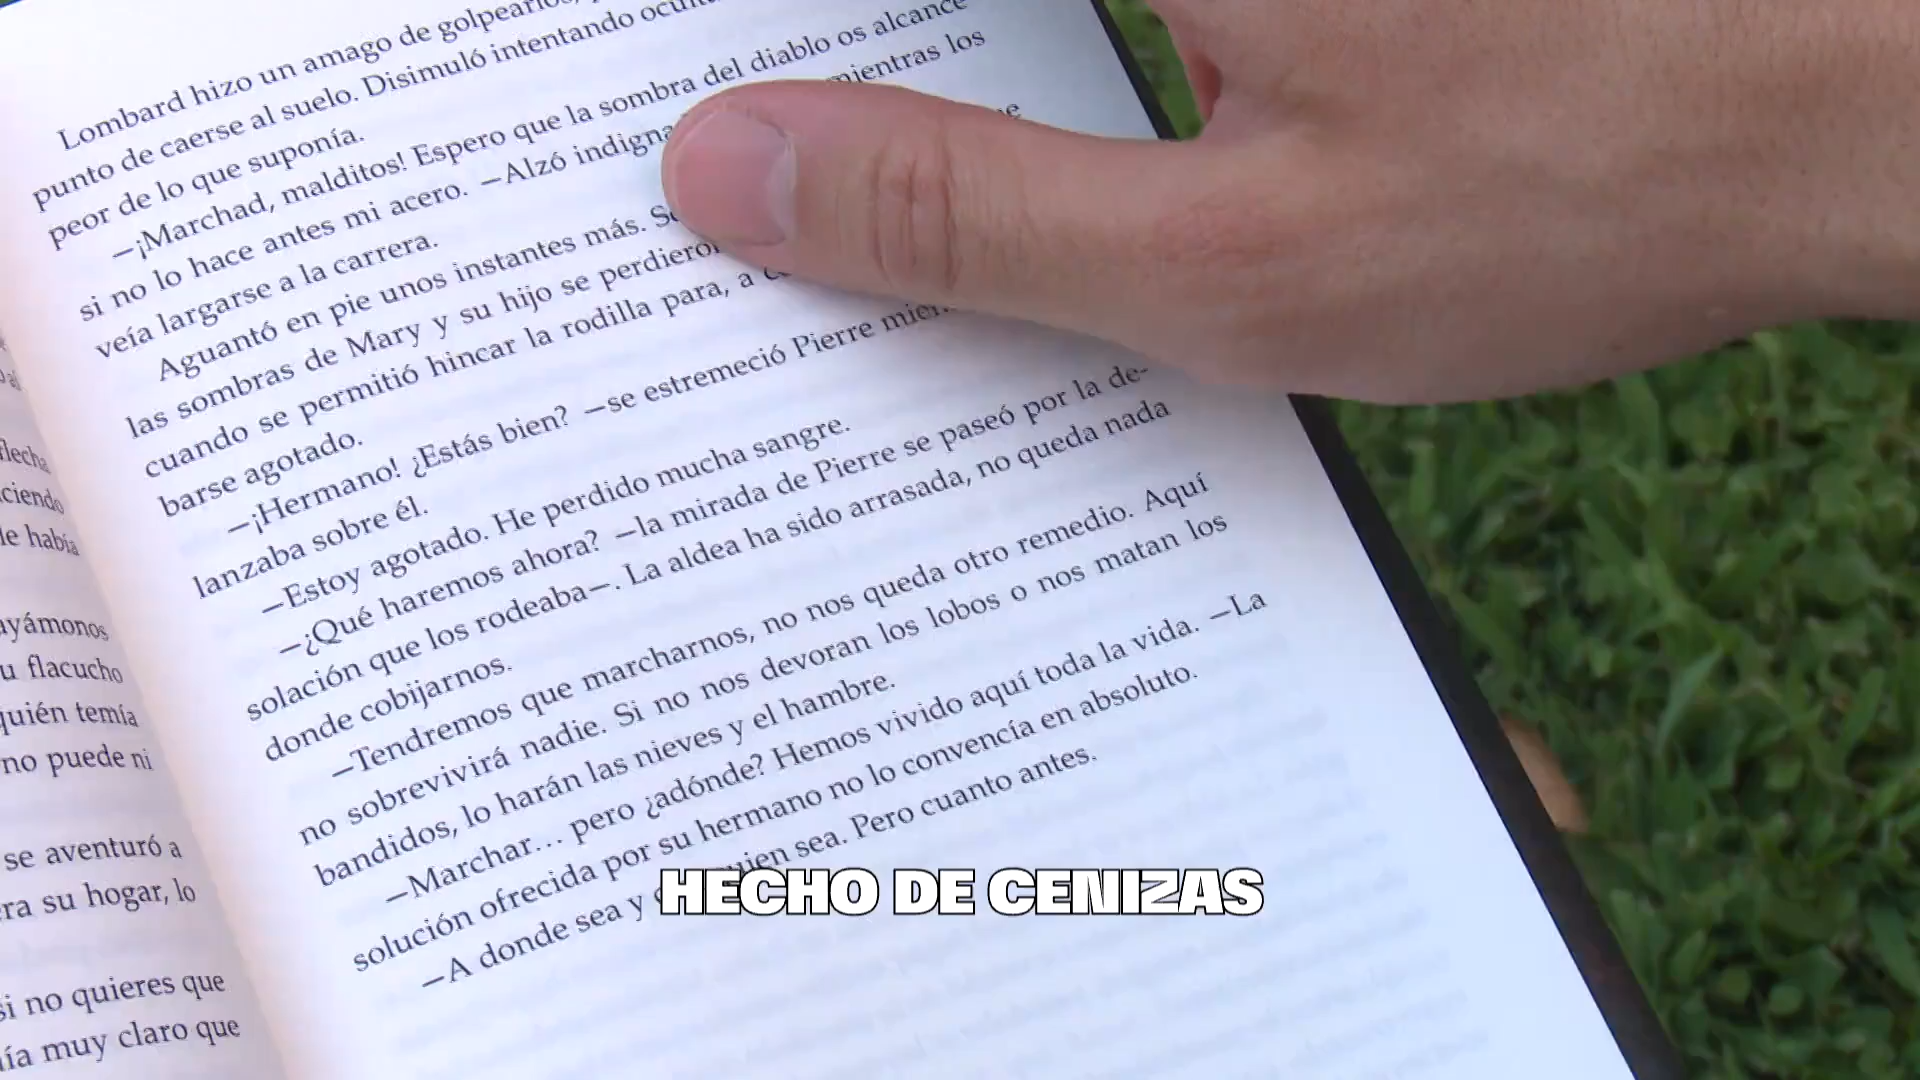 flecha
ciendo
le había
ayámonos
u flacucho
quién temía
no puede ni
se aventuró a
ra su hogar, lo
si no quieres que
ía muy claro que
Lombard hizo un amago de golpearlos,
punto de caerse al suelo. Disimuló intentando
peor de lo que suponía.
—¡Marchad, malditos! Espero que la sombra del diablo os alcance
si no lo hace antes mi acero. —Alzó mientras los
veía largarse a la carrera.
Aguantó en pie unos instantes más.
las sombras de Mary y su hijo se perdieron
cuando se permitió hincar la rodilla para, a
barse agotado.
—¡Hermano! ¿Estás bien? —se estremeció Pierre
lanzaba sobre él.
—Estoy agotado. He perdido mucha sangre.
—¿Qué haremos ahora? —la mirada de Pierre se paseó por la de-
solación que los rodeaba—. La aldea ha sido arrasada, no queda nada
donde cobijarnos.
—Tendremos que marcharnos, no nos queda otro remedio. Aquí
no sobrevivirá nadie. Si no nos devoran los lobos o nos matan los
bandidos, lo harán las nieves y el hambre.
—Marchar... pero ¿adónde? Hemos vivido aquí toda la vida. —La
solución ofrecida por su hermano no lo convencía en absoluto.
—A donde sea y quien sea. Pero cuanto antes.
HECHO DE CENIZAS